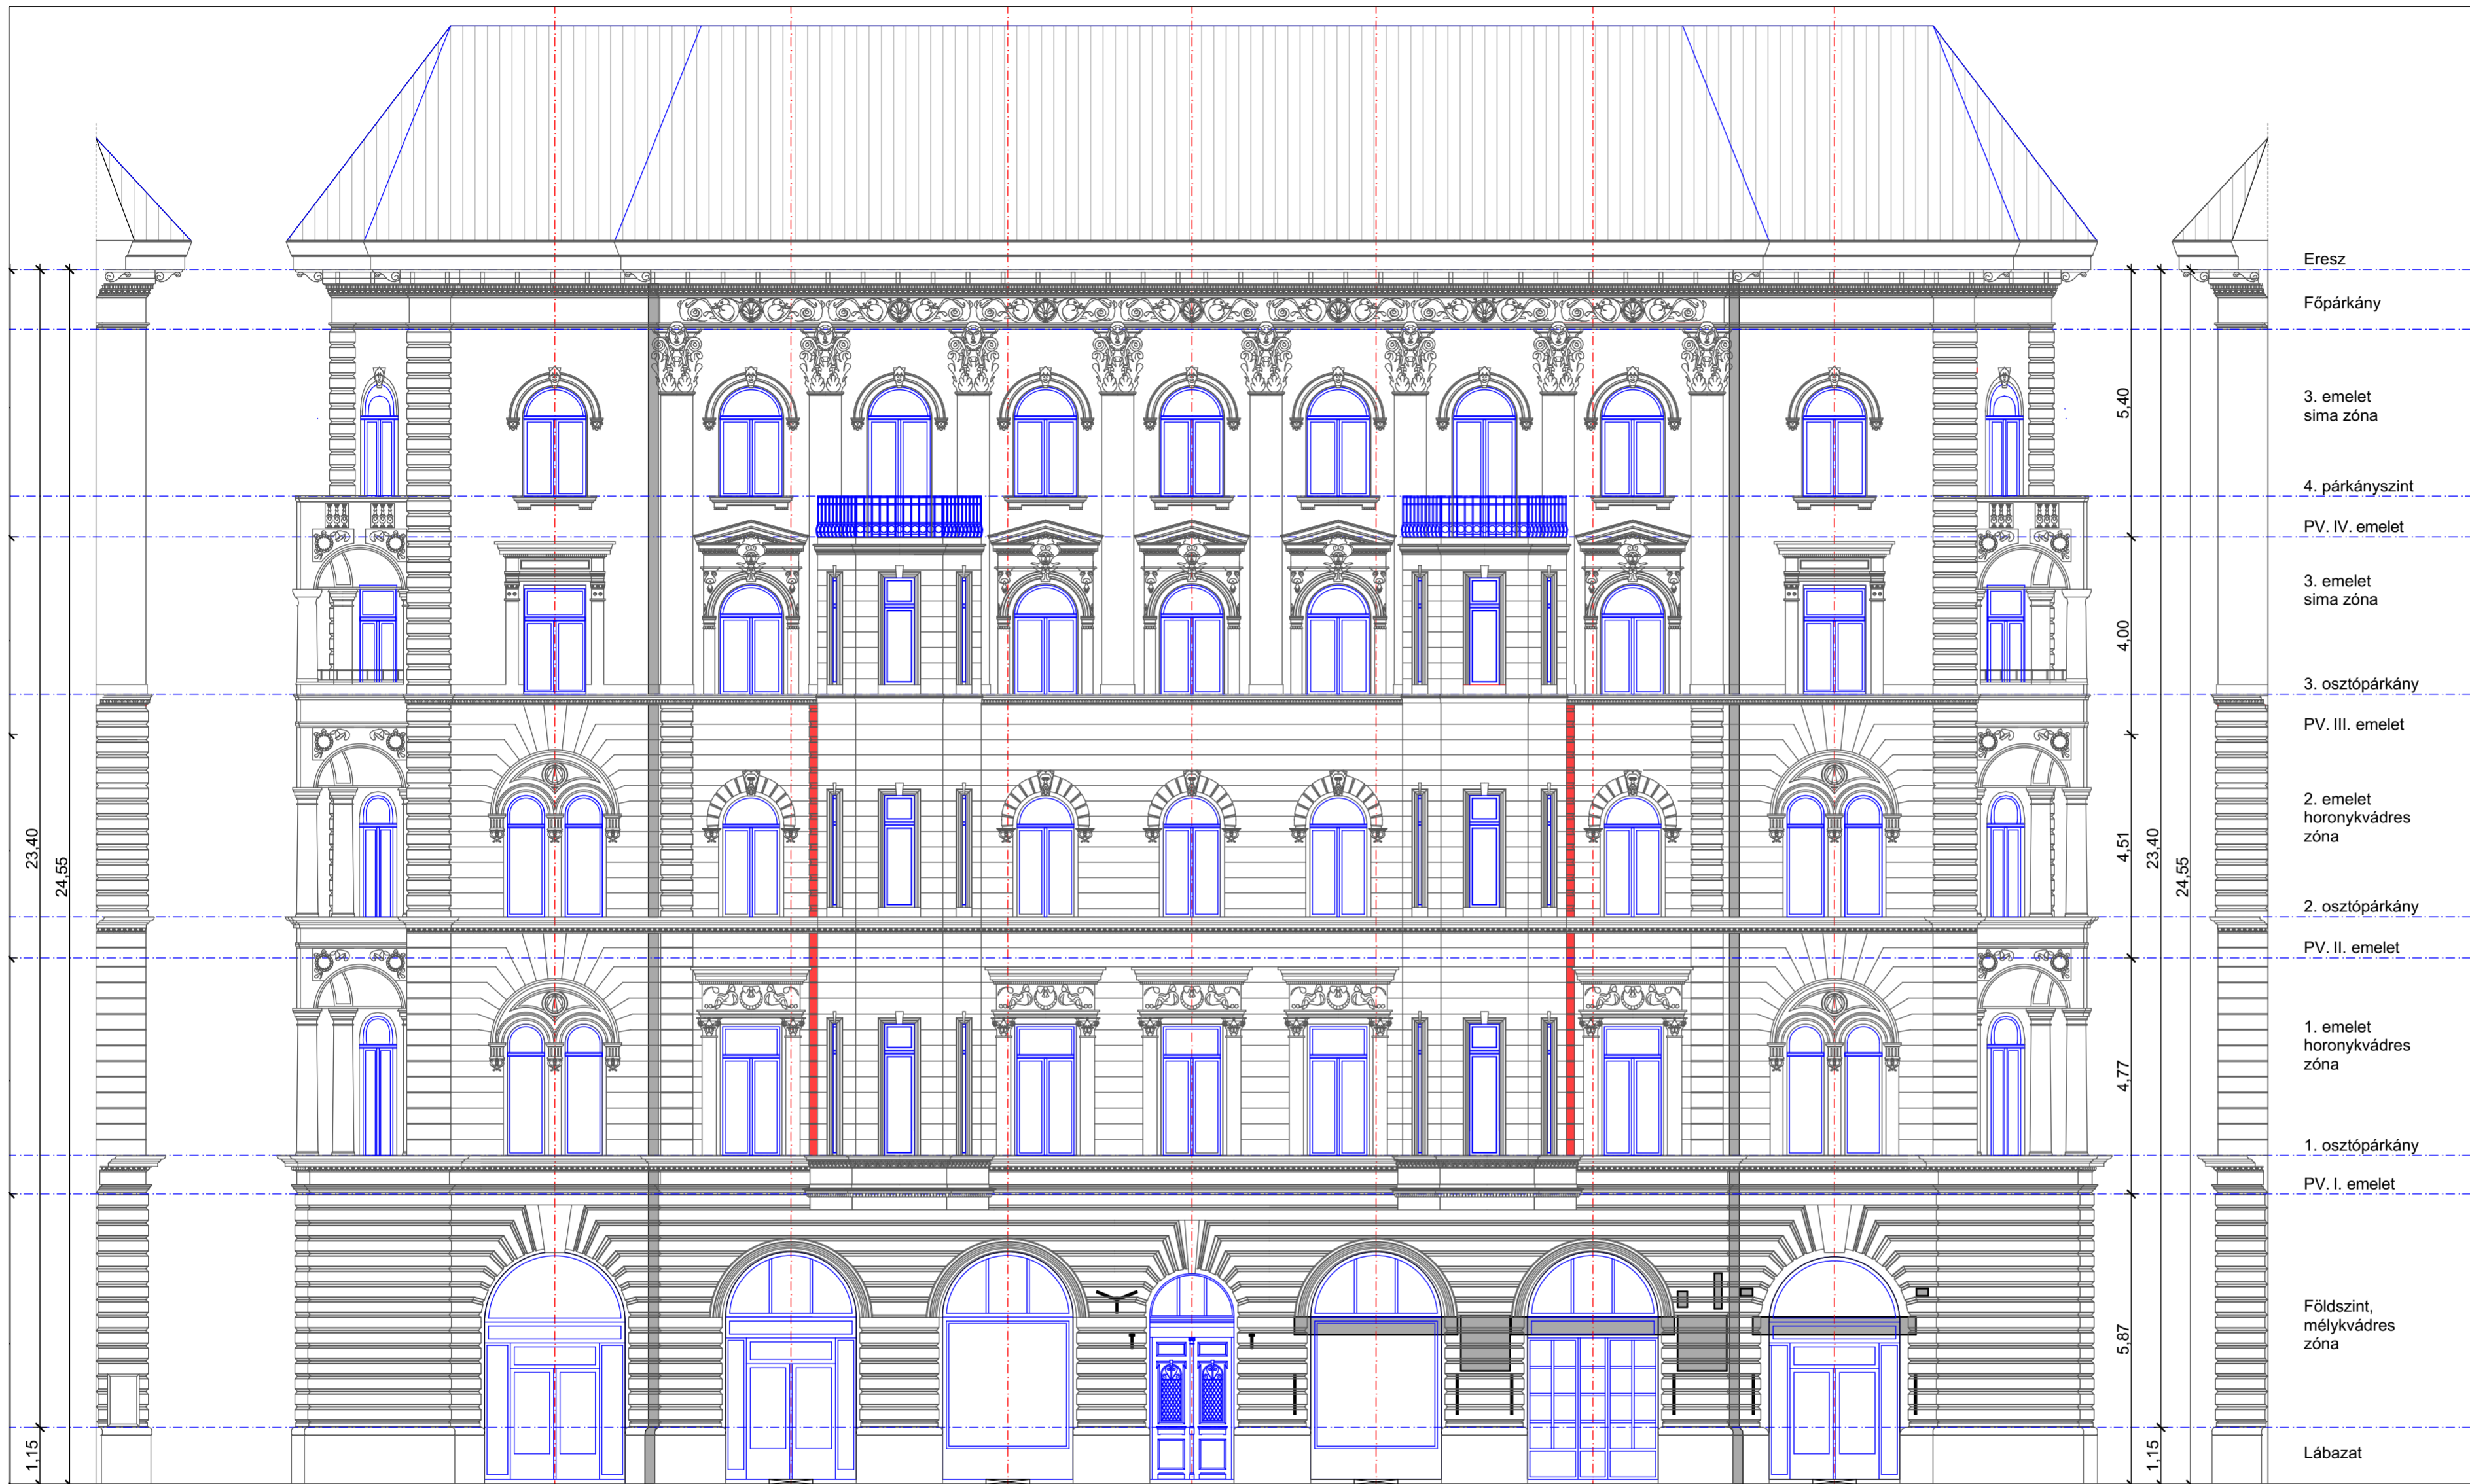 Eresz
Főpárkány
3. emelet
sima zóna
4. párkányszint
PV. IV. emelet
3. emelet
sima zóna
3. osztópárkány
PV. III. emelet
2. emelet
horonykvádres
zóna
2. osztópárkány
PV. II. emelet
1. emelet
horonykvádres
zóna
1. osztópárkány
PV. I. emelet
Földszint,
mélykvádres
zóna
Lábazat
23,40
24,55
1,15
5,40
4,00
4,51
4,77
5,87
23,40
24,55
1,15